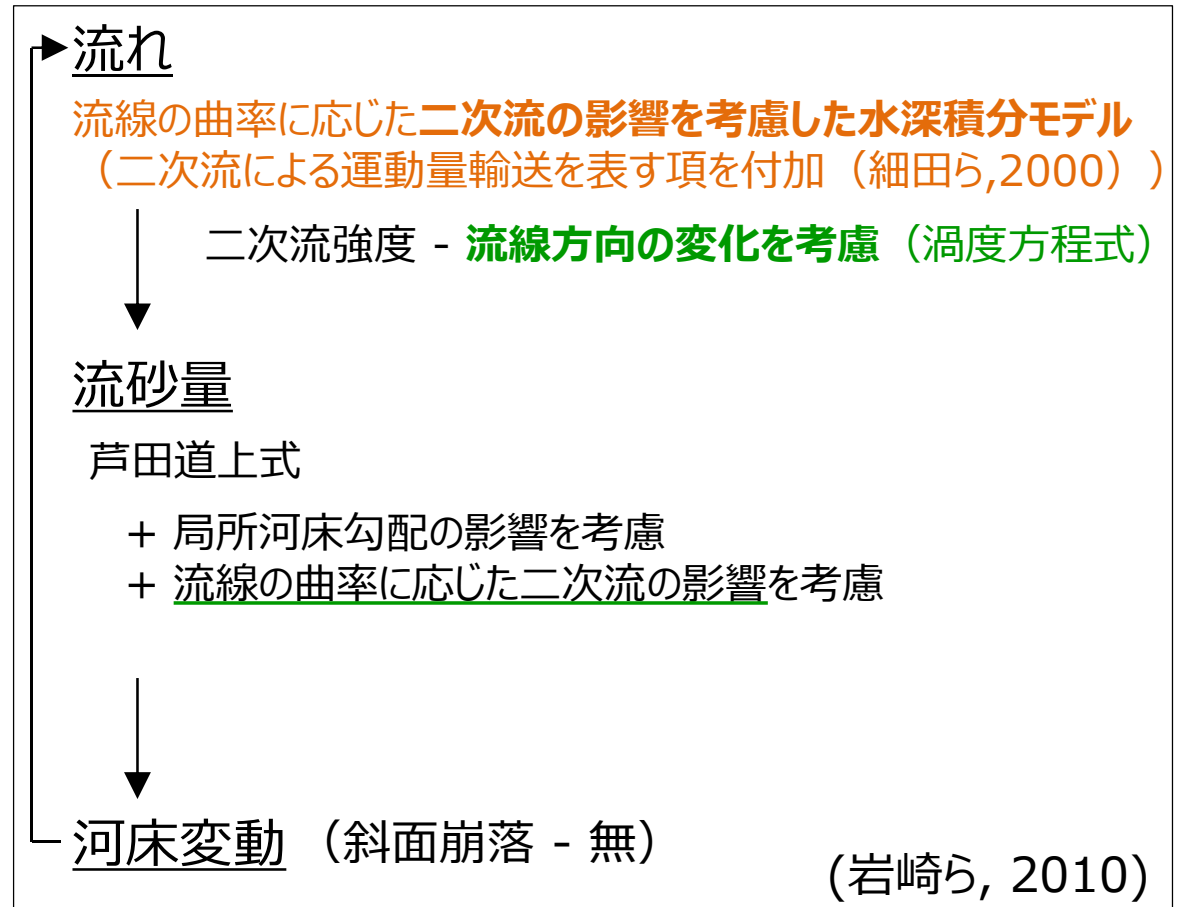 流れ
流線の曲率に応じた二次流の影響を考慮した水深積分モデル
（二次流による運動量輸送を表す項を付加（細田ら,2000））
二次流強度 - 流線方向の変化を考慮（渦度方程式）
流砂量
芦田道上式
+ 局所河床勾配の影響を考慮
+ 流線の曲率に応じた二次流の影響を考慮
河床変動（斜面崩落 - 無）
(岩崎ら, 2010)